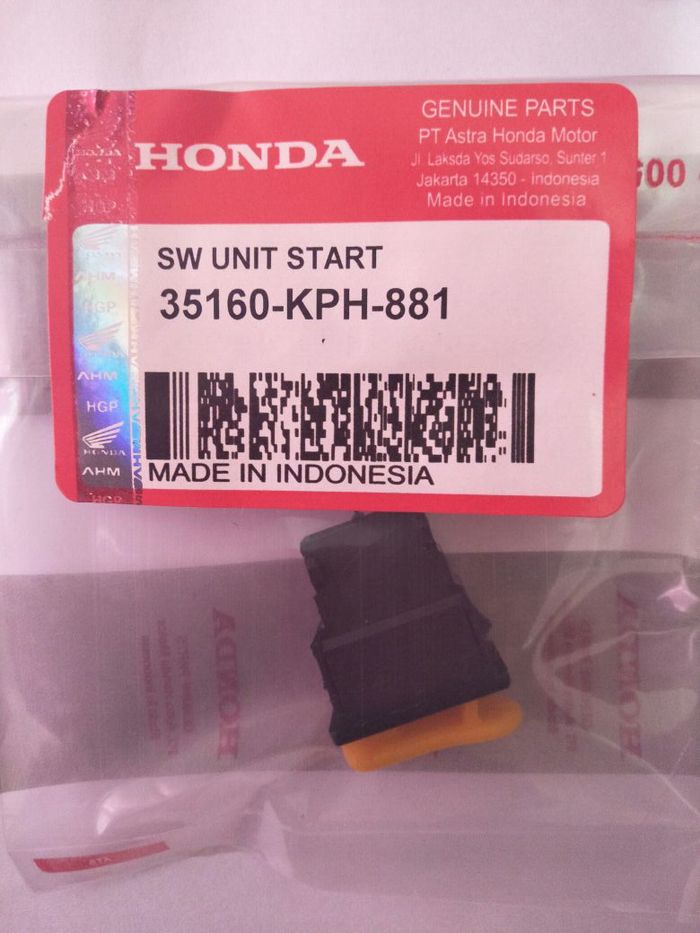 HONDA
GENUINE PARTS
PT Astra Honda Motor
Jl. Laksda Yos Sudarso, Sunter 1
Jakarta 14350 - Indonesia
Made in Indonesia
SW UNIT START
35160-KPH-881
MADE IN INDONESIA
HGP
AHM
HGP
AHM
HGP
HONDA
AHM
HGP
HONDA
HONDA